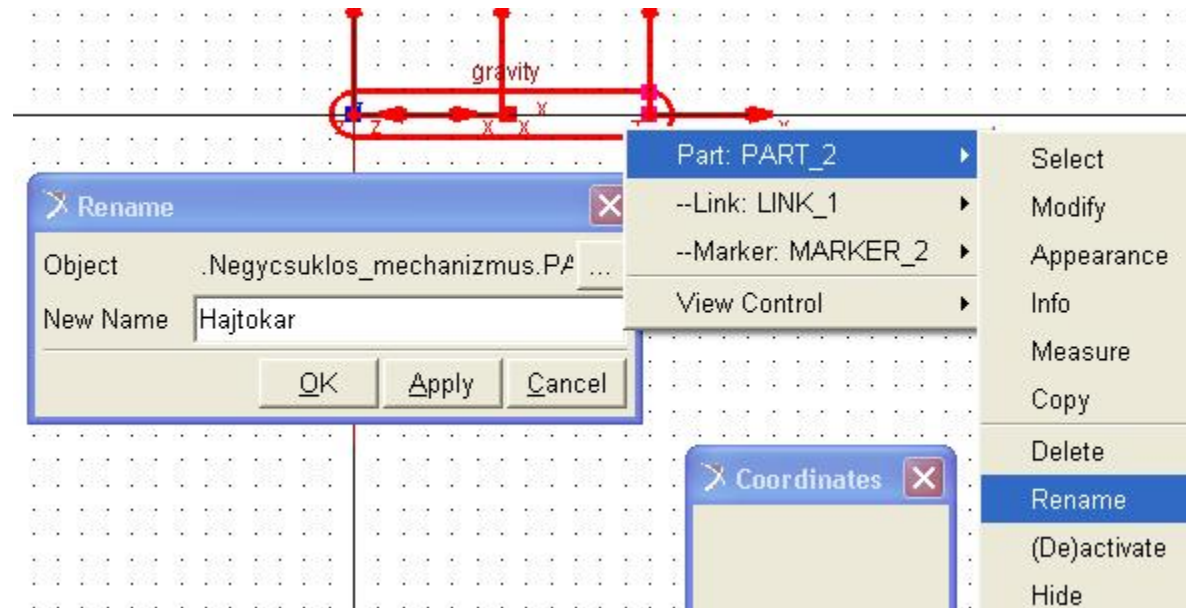 gravity
X
Z
X X
Part: PART_2
--Link: LINK_1
--Marker: MARKER_2
View Control
Select
Modify
Appearance
Info
Measure
Copy
Delete
Rename
(De)activate
Hide
Rename
Object .Negycsuklos_mechanizmus.PA ...
New Name Hajtokar
OK Apply Cancel
Coordinates